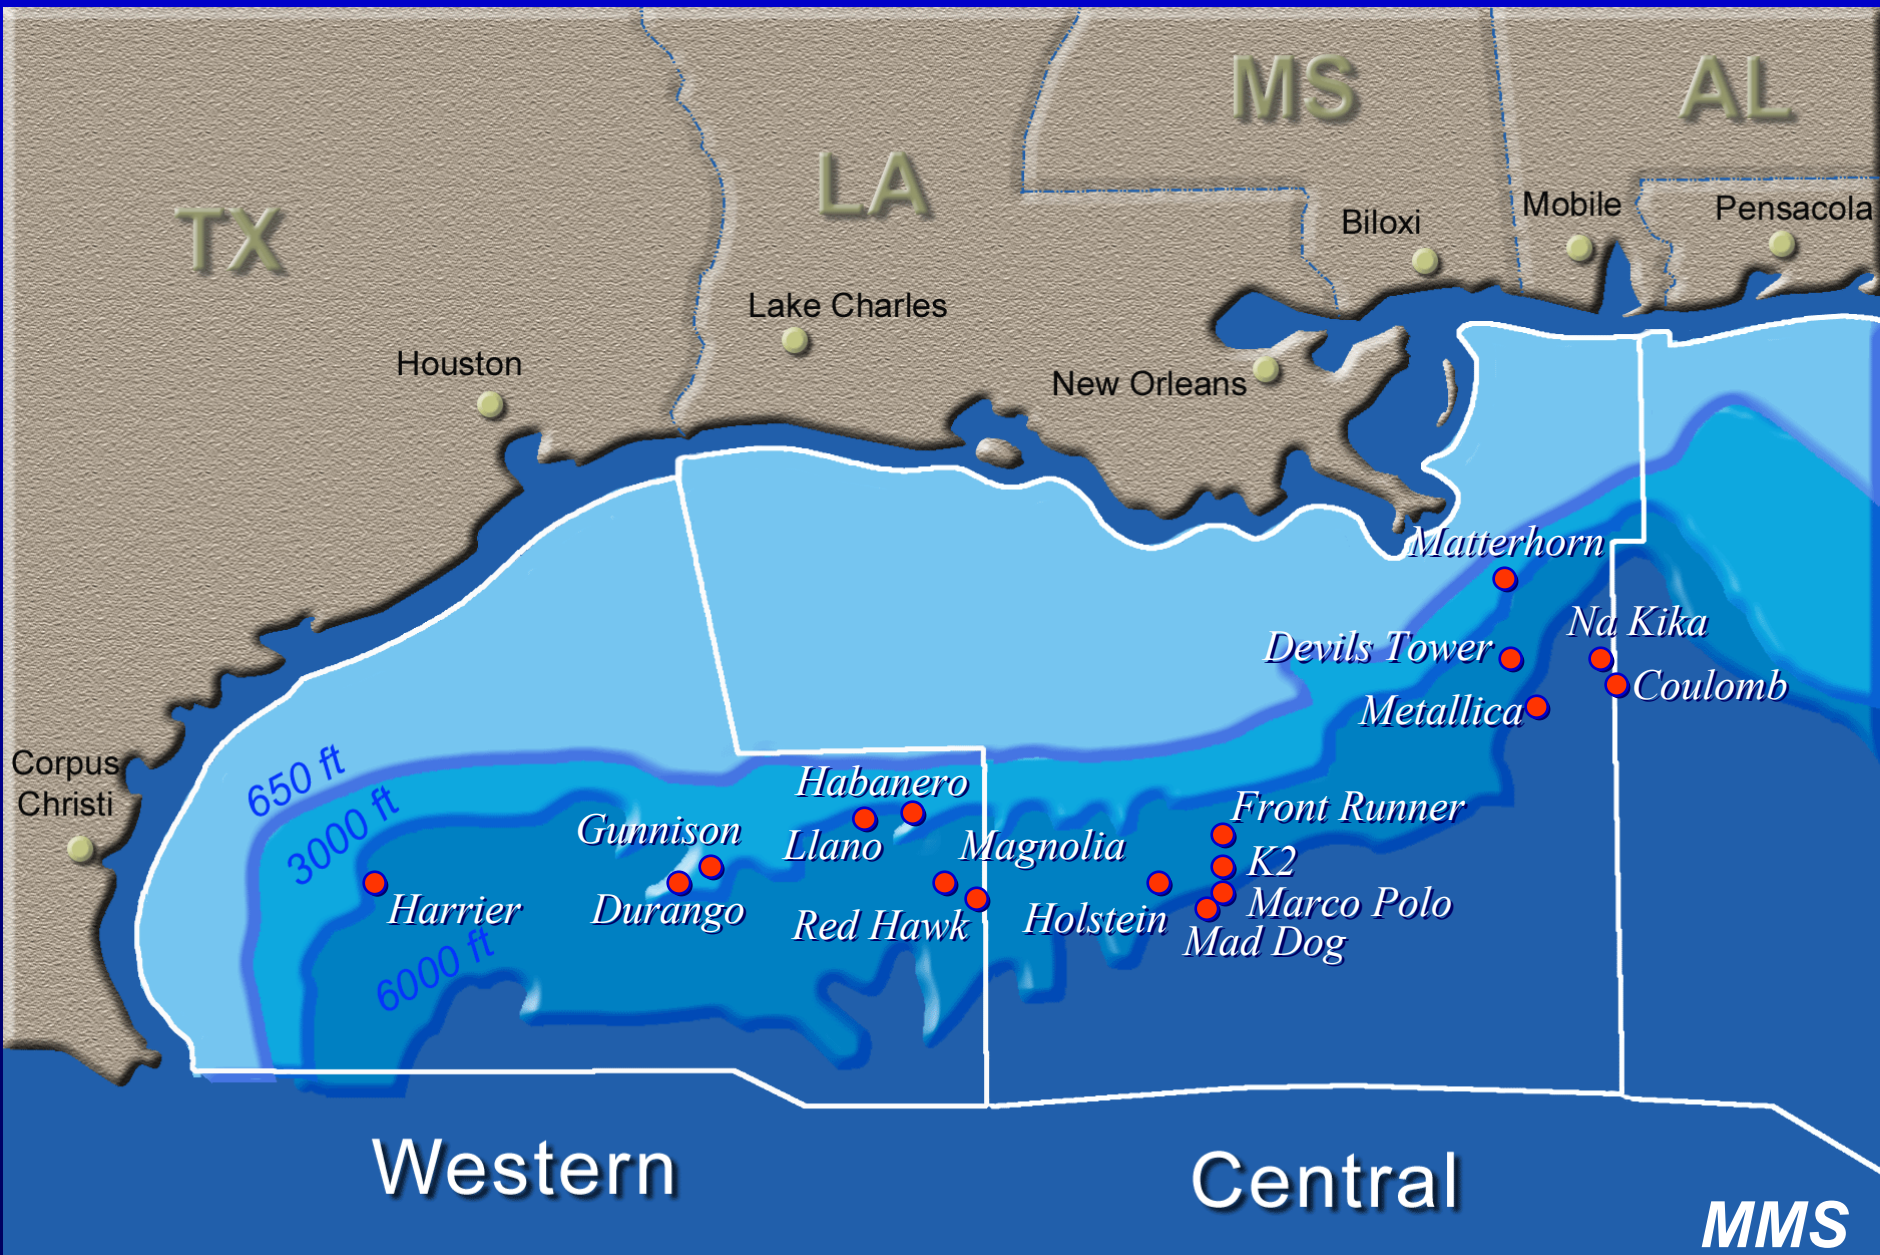 MS
AL
LA
TX
Mobile
Pensacola
Biloxi
Lake Charles
Houston
New Orleans
Matterhorn
Na Kika
Devils Tower
Coulomb
Metallica
Corpus
Christi
650 ft
3000 ft
6000 ft
Habanero
Gunnison
Llano
Magnolia
Front Runner
K2
Harrier
Durango
Red Hawk
Holstein
Marco Polo
Mad Dog
Western
Central
MMS